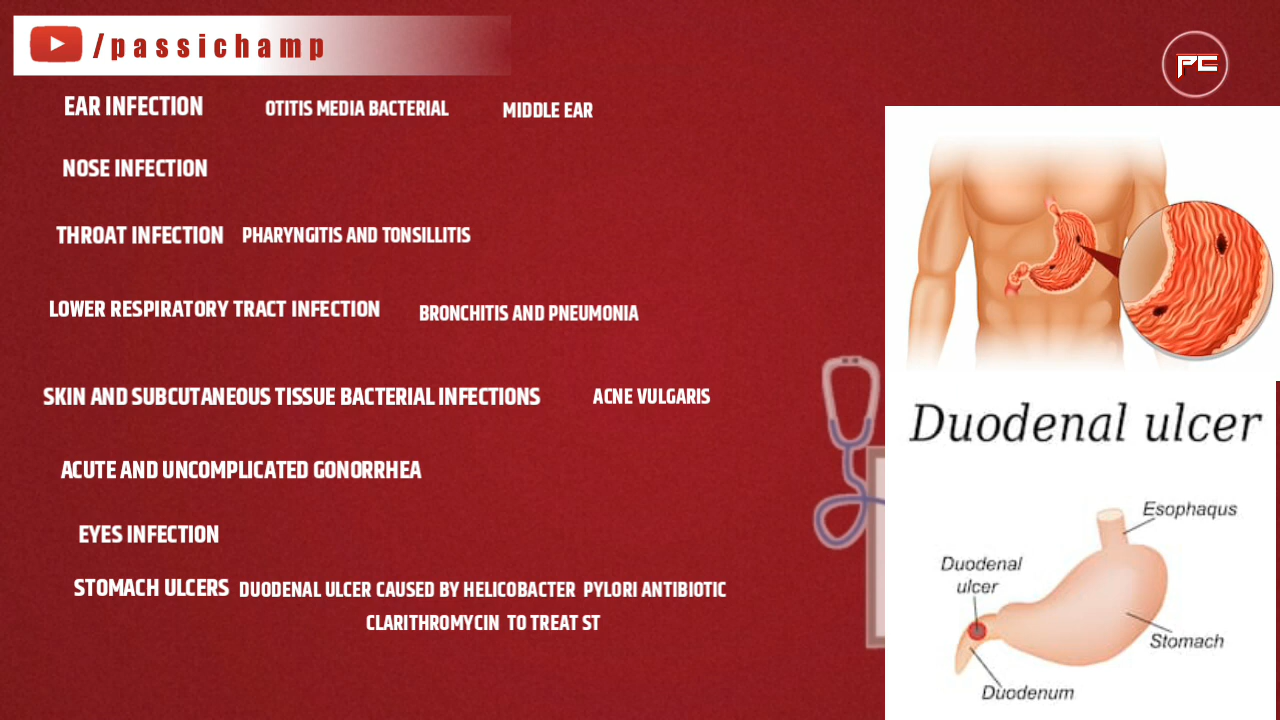 /passichamp
PC
EAR INFECTION OTITIS MEDIA BACTERIAL MIDDLE EAR
NOSE INFECTION
THROAT INFECTION PHARYNGITIS AND TONSILLITIS
LOWER RESPIRATORY TRACT INFECTION BRONCHITIS AND PNEUMONIA
SKIN AND SUBCUTANEOUS TISSUE BACTERIAL INFECTIONS ACNE VULGARIS
ACUTE AND UNCOMPLICATED GONORRHEA
EYES INFECTION
STOMACH ULCERS DUODENAL ULCER CAUSED BY HELICOBACTER PYLORI ANTIBIOTIC
CLARITHROMYCIN TO TREAT ST
Duodenal ulcer
Esophaqus
Duodenal
ulcer
Stomach
Duodenum